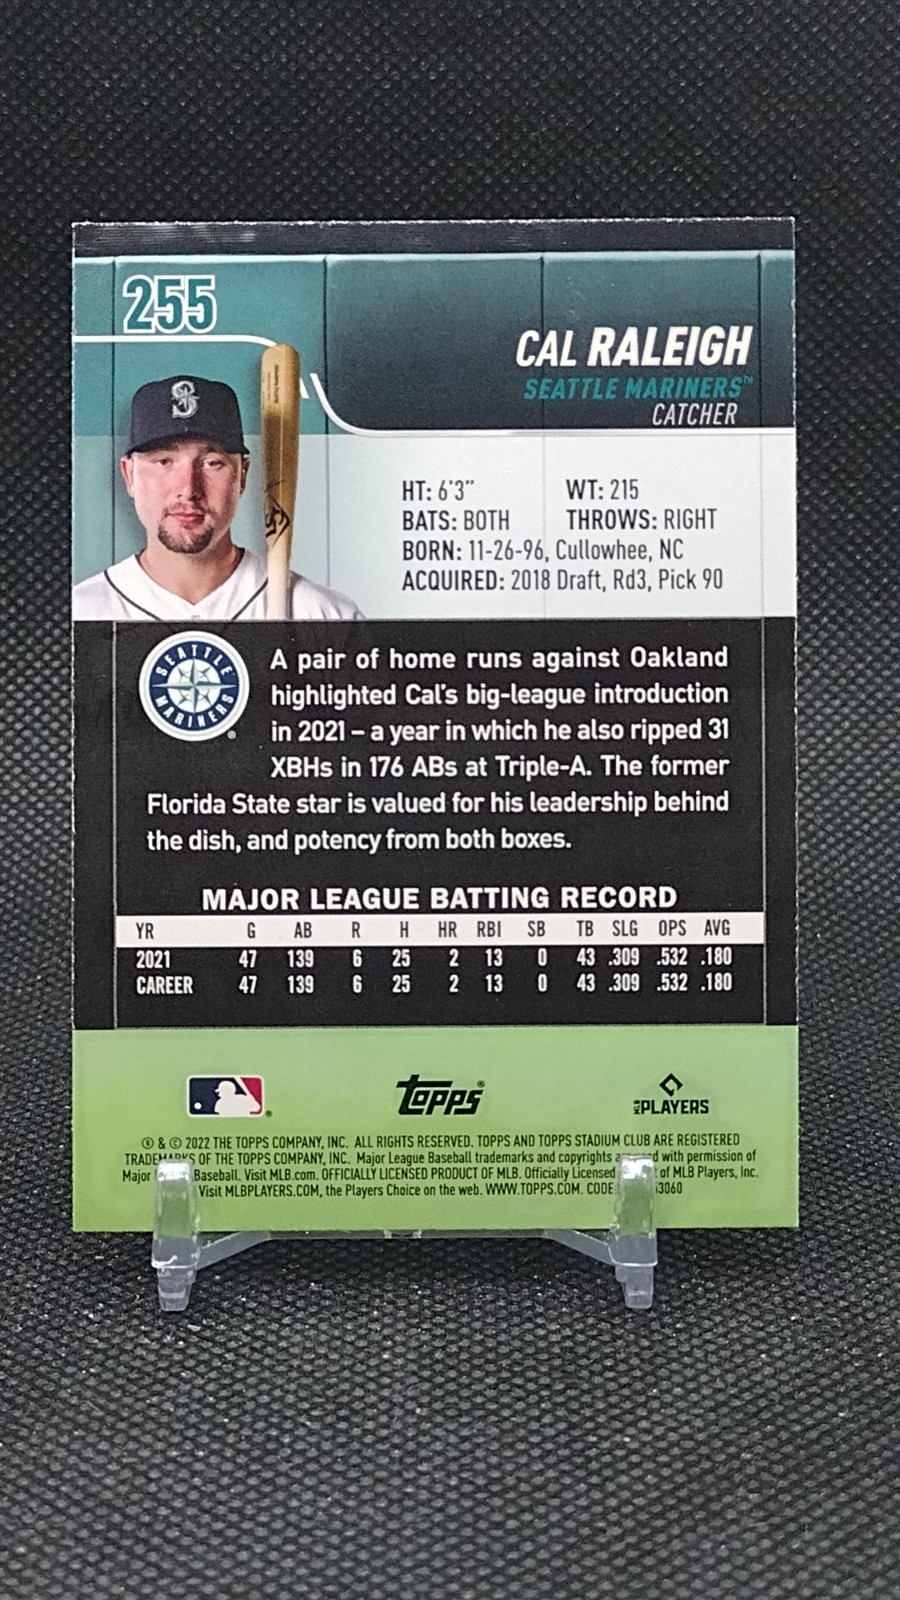 255
CAL RALEIGH
SEATTLE MARINERS™
CATCHER
HT: 6'3" WT: 215
BATS: BOTH THROWS: RIGHT
BORN: 11-26-96, Cullowhee, NC
ACQUIRED: 2018 Draft, Rd3, Pick 90
SEATTLE MARINERS ®
A pair of home runs against Oakland
highlighted Cal's big-league introduction
in 2021 – a year in which he also ripped 31
XBHs in 176 ABs at Triple-A. The former
Florida State star is valued for his leadership behind
the dish, and potency from both boxes.
MAJOR LEAGUE BATTING RECORD
YR G AB R H HR RBI SB TB SLG OPS AVG
2021 47 139 6 25 2 13 0 43 .309 .532 .180
CAREER 47 139 6 25 2 13 0 43 .309 .532 .180
topps® MLB PLAYERS
® & © 2022 THE TOPPS COMPANY, INC. ALL RIGHTS RESERVED. TOPPS AND TOPPS STADIUM CLUB ARE REGISTERED
TRADEMARKS OF THE TOPPS COMPANY, INC. Major League Baseball trademarks and copyrights are used with permission of
Major Baseball. Visit MLB.com. OFFICIALLY LICENSED PRODUCT OF MLB. Officially Licensed of MLB Players, Inc.
Visit MLBPLAYERS.COM, the Players Choice on the web. WWW.TOPPS.COM. CODE 3060